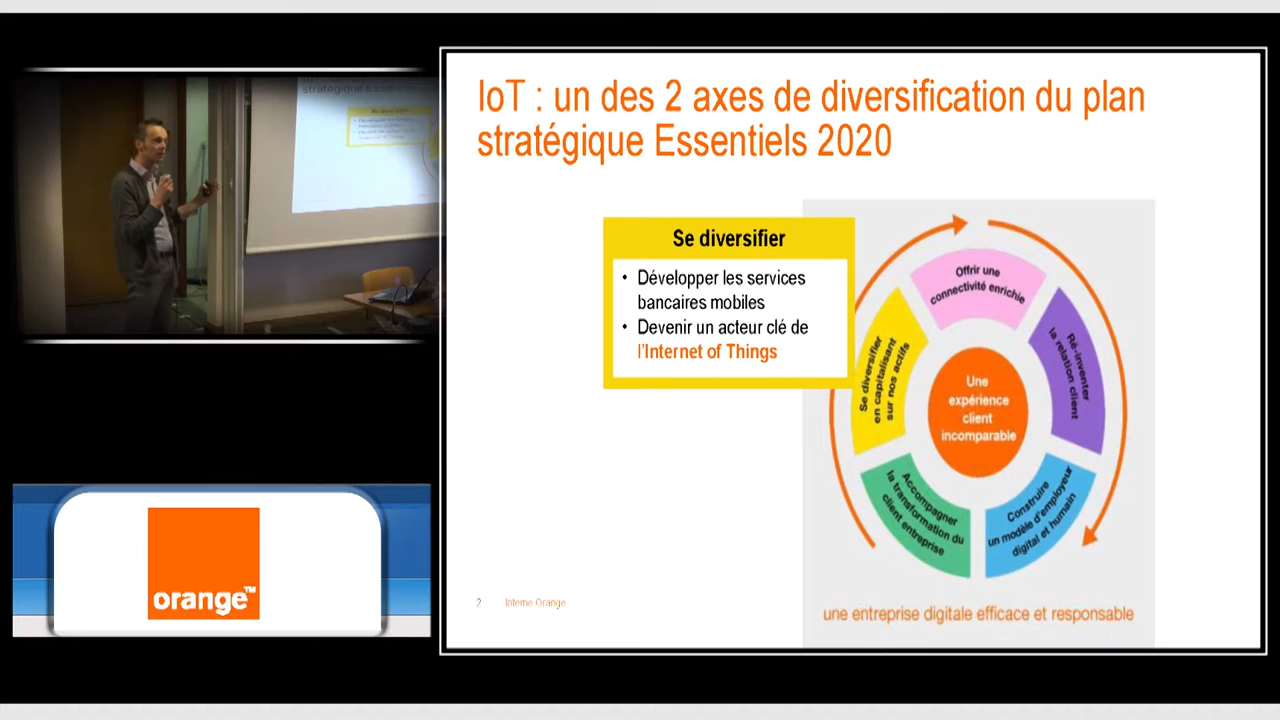 IoT : un des 2 axes de diversification du plan
stratégique Essentiels 2020
Se diversifier
• Développer les services
bancaires mobiles
• Devenir un acteur clé de
l'Internet of Things
Offrir une
connectivité enrichie
Ré-inventer
la relation client
Construire
un modèle d'employeur
digital et humain
Accompagner
la transformation du
client entreprise
Se diversifier
en capitalisant
sur nos actifs
Une
expérience
client
incomparable
une entreprise digitale efficace et responsable
2 Interne Orange
orange™